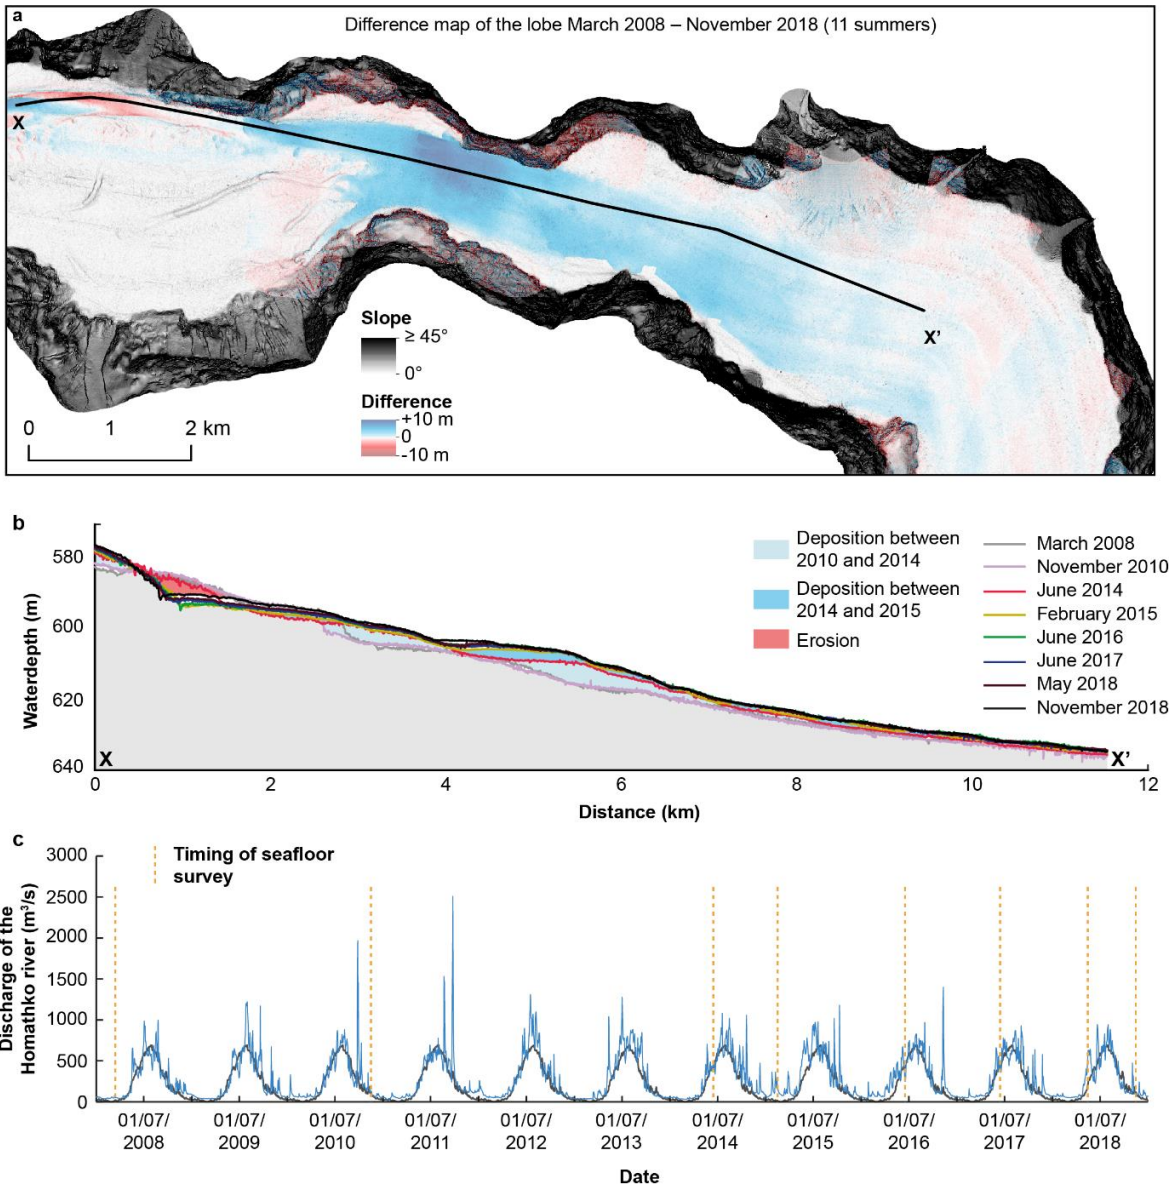 a
Difference map of the lobe March 2008 – November 2018 (11 summers)
X
X'
Slope
≥ 45°
0°
Difference
+10 m
0
-10 m
0 1 2 km
b
Waterdepth (m)
580
600
620
640
X
X'
0 2 4 6 8 10 12
Distance (km)
Deposition between
2010 and 2014
Deposition between
2014 and 2015
Erosion
March 2008
November 2010
June 2014
February 2015
June 2016
June 2017
May 2018
November 2018
c
Discharge of the
Homathko river (m³/s)
3000
2500
2000
1500
1000
500
0
Timing of seafloor
survey
01/07/ 01/07/ 01/07/ 01/07/ 01/07/ 01/07/ 01/07/ 01/07/ 01/07/ 01/07/ 01/07/
2008 2009 2010 2011 2012 2013 2014 2015 2016 2017 2018
Date